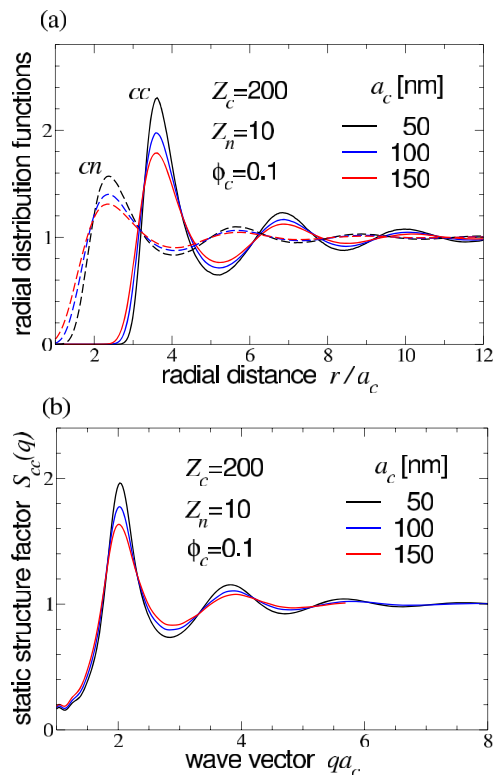 (a)
radial distribution functions
2
1
0
cc
cn
Z_c=200
Z_n=10
ϕ_c=0.1
a_c [nm]
50
100
150
2 4 6 8 10 12
radial distance r/a_c
(b)
static structure factor S_cc(q)
2
1
0
Z_c=200
Z_n=10
ϕ_c=0.1
a_c [nm]
50
100
150
2 4 6 8
wave vector qa_c